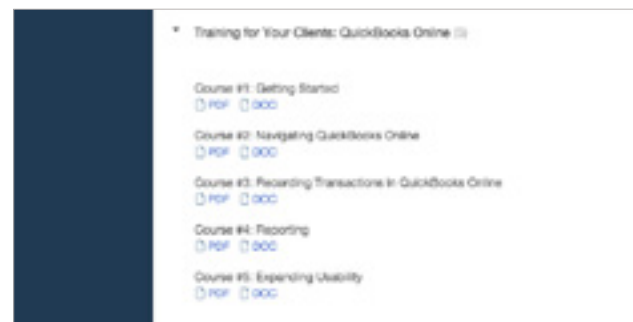 Training for Your Clients: QuickBooks Online (5)
Course #1: Getting Started
PDF DOC
Course #2: Navigating QuickBooks Online
PDF DOC
Course #3: Recording Transactions in QuickBooks Online
PDF DOC
Course #4: Reporting
PDF DOC
Course #5: Expanding Usability
PDF DOC